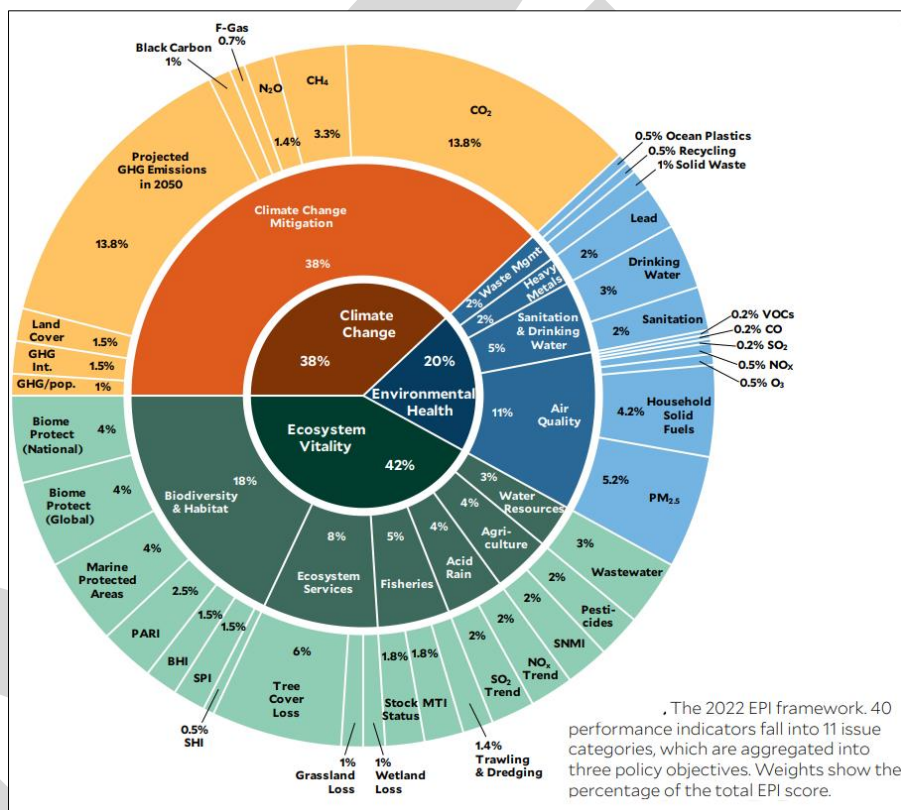 F-Gas
0.7%
Black Carbon
1%
N₂O
1.4%
CH₄
3.3%
CO₂
13.8%
Projected
GHG Emissions
in 2050
13.8%
Land
Cover
1.5%
GHG
Int.
1.5%
GHG/pop.
1%
Climate Change
Mitigation
38%
Climate
Change
38%
20%
Environmental
Health
Ecosystem
Vitality
42%
0.5% Ocean Plastics
0.5% Recycling
1% Solid Waste
Lead
2%
Drinking
Water
3%
Sanitation
2%
0.2% VOCs
0.2% CO
0.2% SO₂
0.5% NOₓ
0.5% O₃
4.2%
Household
Solid
Fuels
5.2%
PM₂.₅
Waste Mgmt
2%
Heavy
Metals
2%
Sanitation
& Drinking
Water
5%
11%
Air
Quality
3%
Water
Resources
4%
Agri-
culture
4%
Acid
Rain
5%
Fisheries
8%
Ecosystem
Services
18%
Biodiversity
& Habitat
Biome
Protect
(National)
4%
Biome
Protect
(Global)
4%
Marine
Protected
Areas
4%
2.5%
PARI
1.5%
BHI
1.5%
SPI
0.5%
SHI
6%
Tree
Cover
Loss
1%
Grassland
Loss
1%
Wetland
Loss
1.8%
Stock
Status
1.8%
MTI
1.4%
Trawling
& Dredging
2%
SO₂
Trend
2%
NOₓ
Trend
2%
SNMI
2%
Pesti-
cides
3%
Wastewater
. The 2022 EPI framework. 40
performance indicators fall into 11 issue
categories, which are aggregated into
three policy objectives. Weights show the
percentage of the total EPI score.